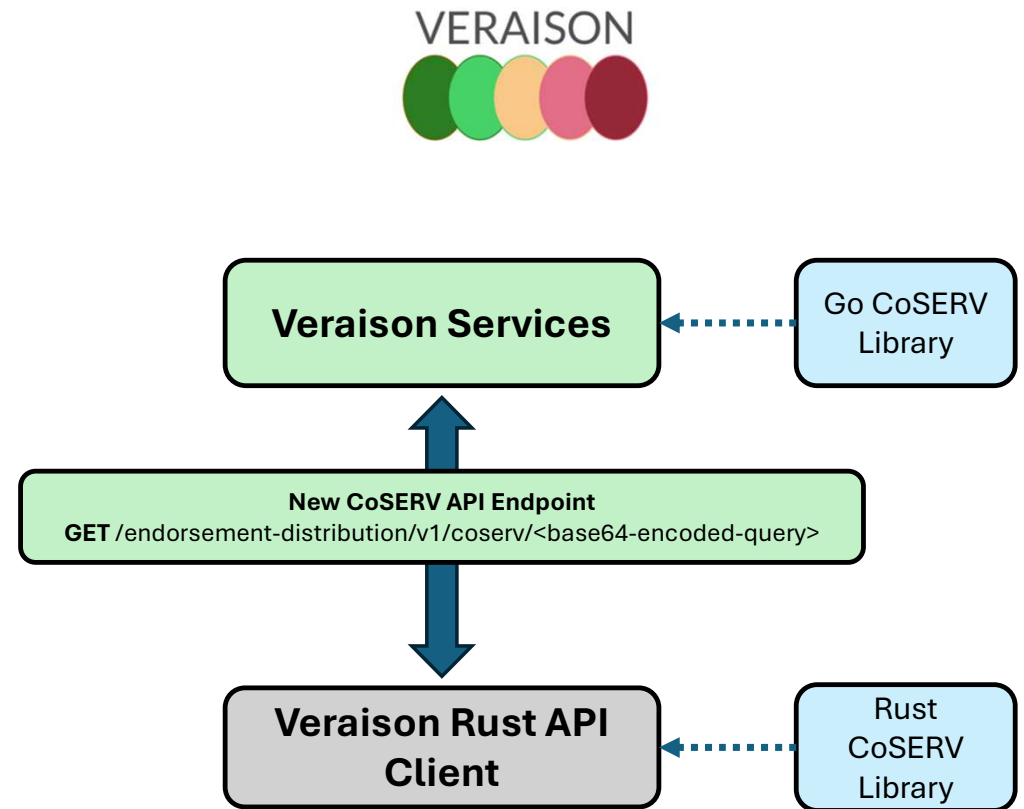 VERAISON
Veraison Services
Go CoSERV
Library
New CoSERV API Endpoint
GET /endorsement-distribution/v1/coserv/<base64-encoded-query>
Veraison Rust API
Client
Rust
CoSERV
Library